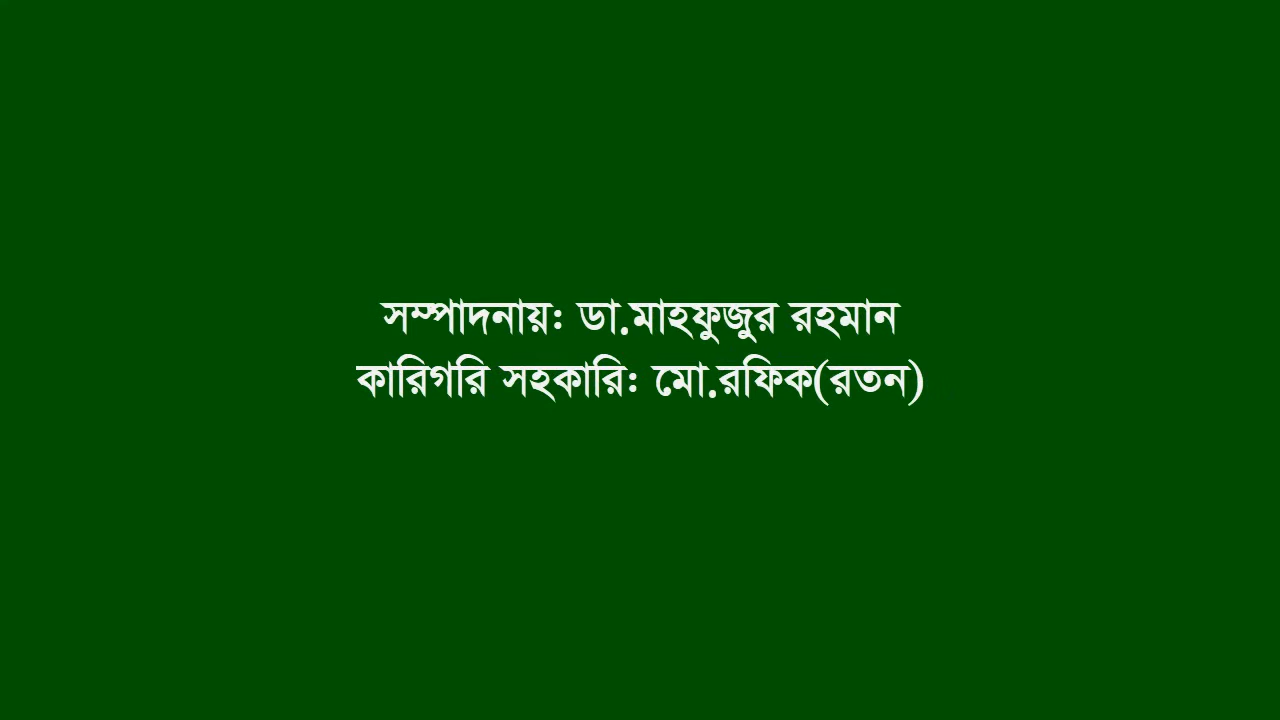 সম্পাদনায়: ডা.মাহফুজুর রহমান
কারিগরি সহকারি: মো.রফিক(রতন)